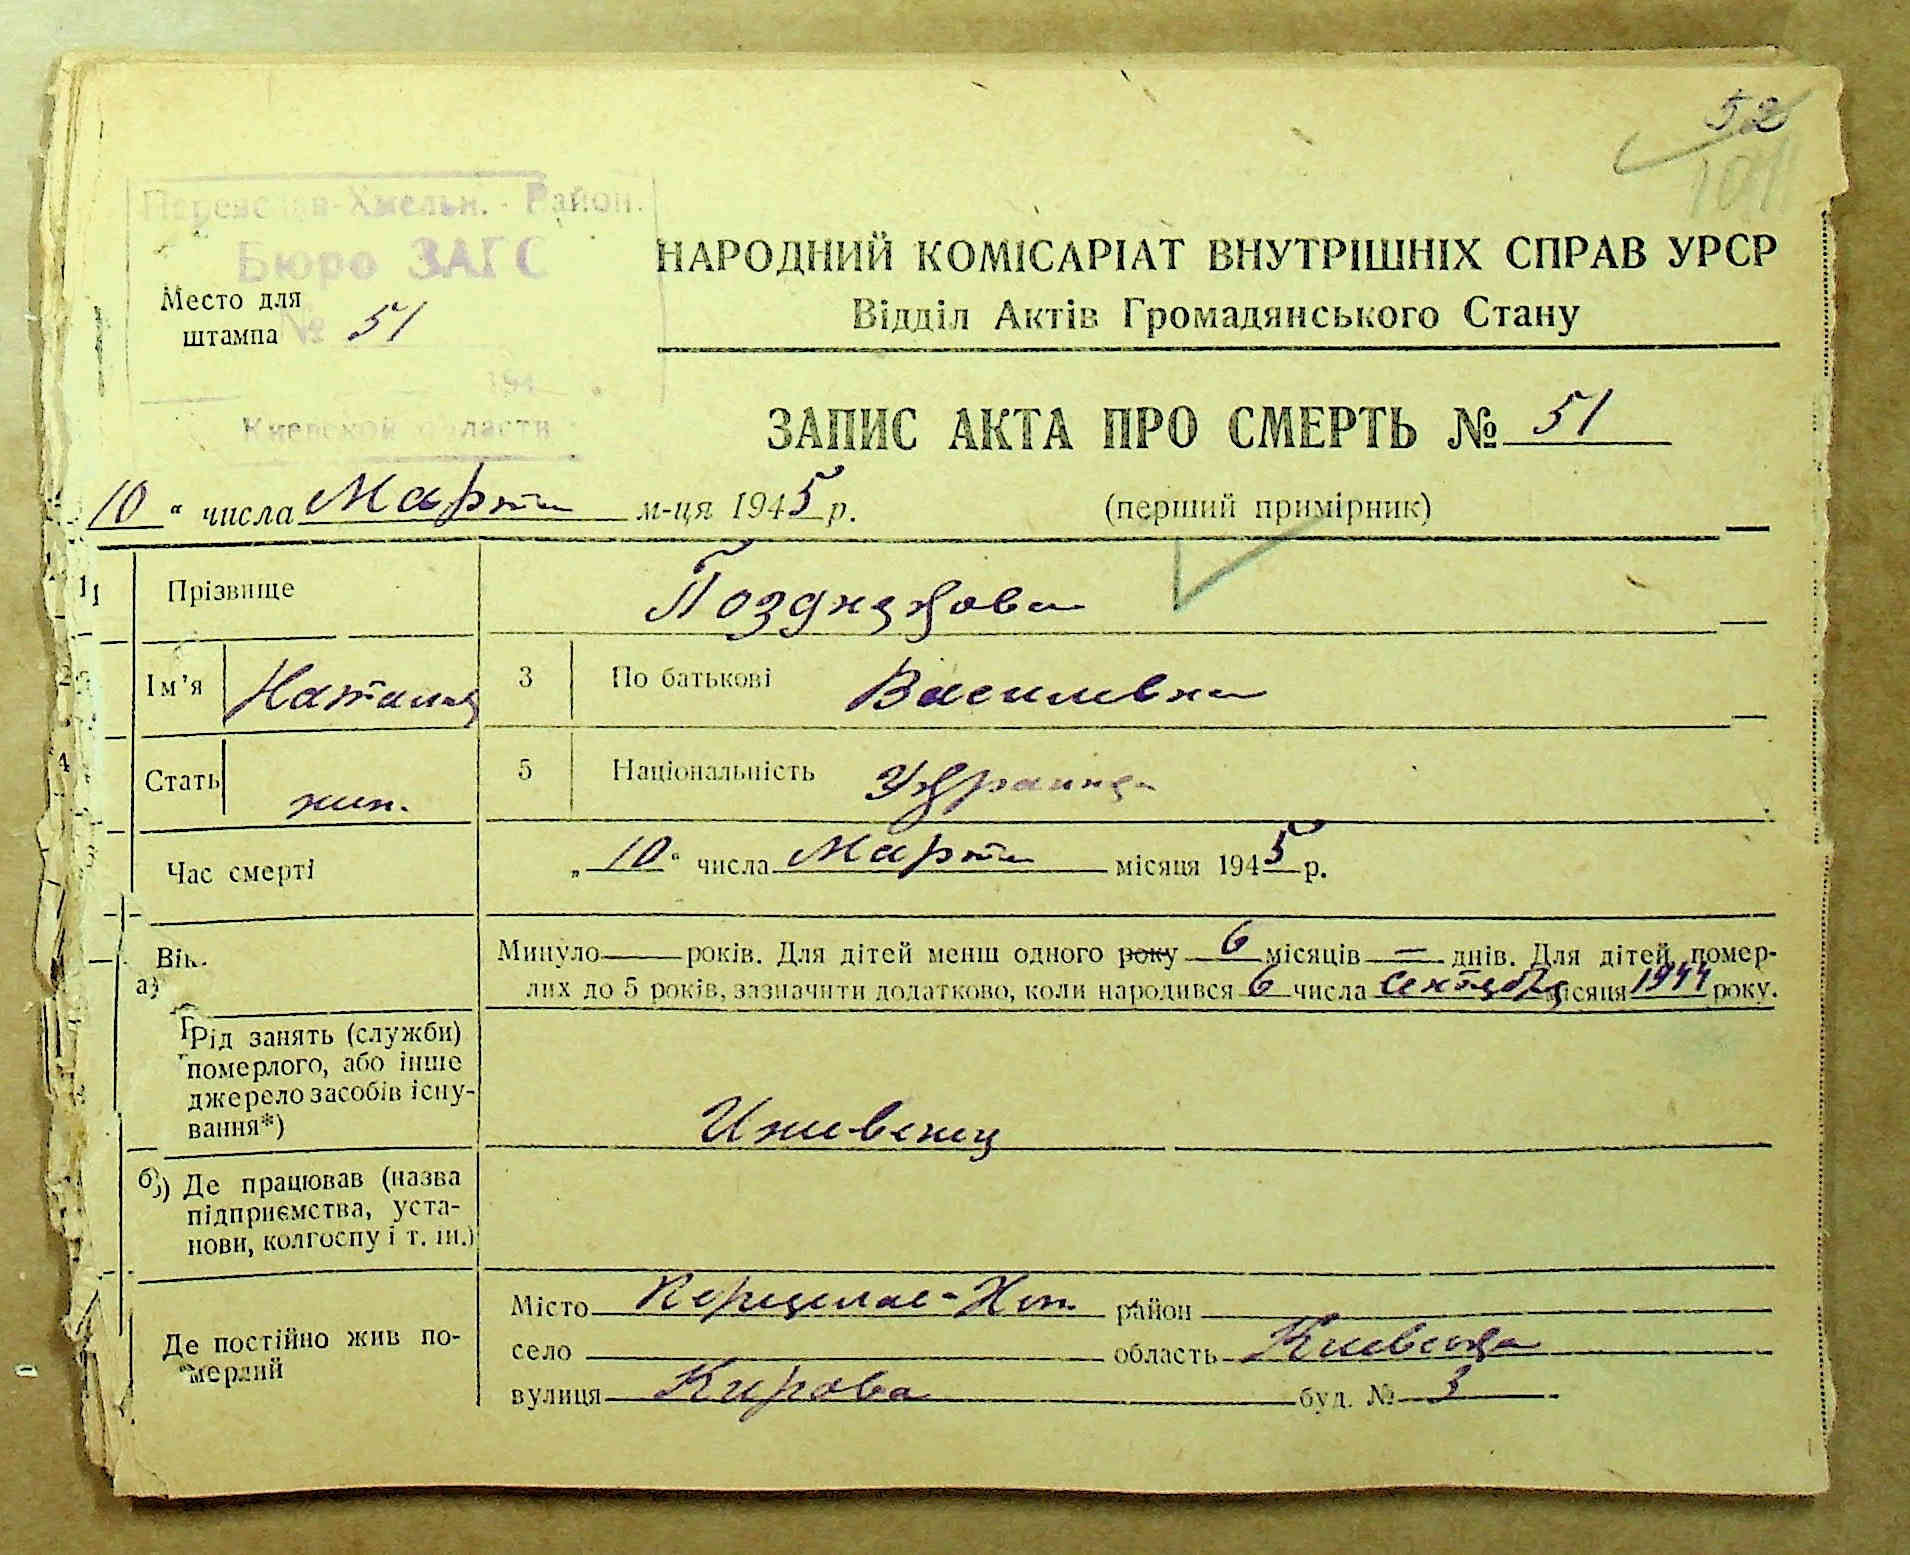 52
101
Переяслав-Хмельн. Район.
Бюро ЗАГС
Место для штампа
№ 51
194
Киевской области
НАРОДНИЙ КОМІСАРІАТ ВНУТРІШНІХ СПРАВ УРСР
Відділ Актів Громадянського Стану
ЗАПИС АКТА ПРО СМЕРТЬ № 51
10 " числа Марта м-ця 1945 р. (перший примірник)
1 Прізвище Позднякова
2 Ім'я Наталия 3 По батькові Васильевна
4 Стать жин. 5 Національність Украинка
Час смерті „ 10 " числа Марта місяця 1945 р.
Вік. Минуло — років. Для дітей менш одного року 6 місяців — днів. Для дітей помер-
лих до 5 років, зазначити додатково, коли народився 6 числа сентября місяця 1944 року.
а) Рід занять (служби)
померлого, або інше
джерело засобів існу-
вання*) Иживенец
б) Де працював (назва
підприємства, уста-
нови, колгоспу і т. ін.)
Де постійно жив по-
мерлий
Місто Переяслав-Хм. район
село область Киевская
вулиця Кирова буд. № 3